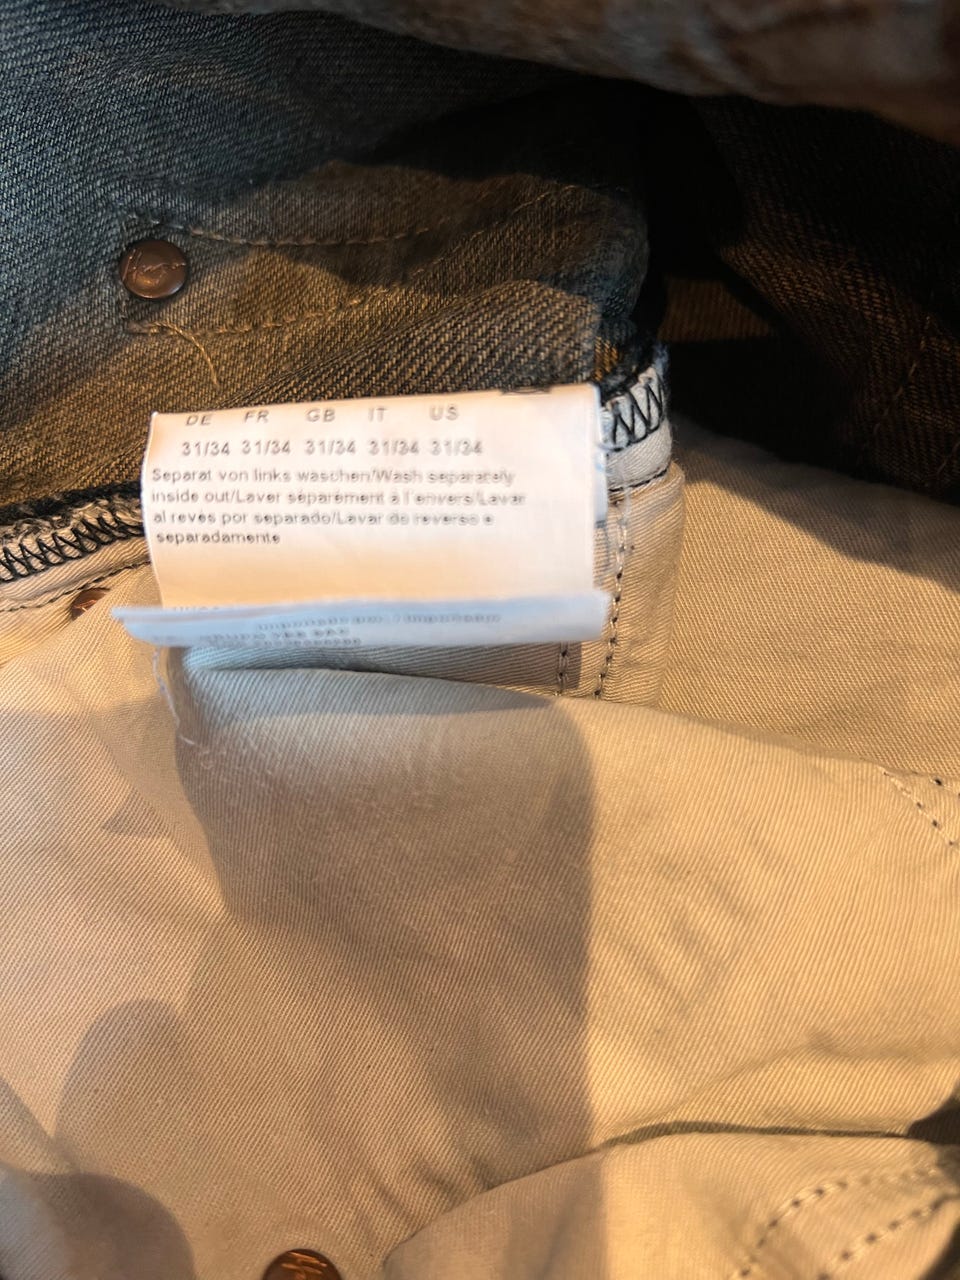 DE FR GB IT US
31/34 31/34 31/34 31/34 31/34
Separat von links waschen/Wash separately
inside out/Laver séparément à l'envers/Lavar
al revés por separado/Lavar do reverso e
separadamente